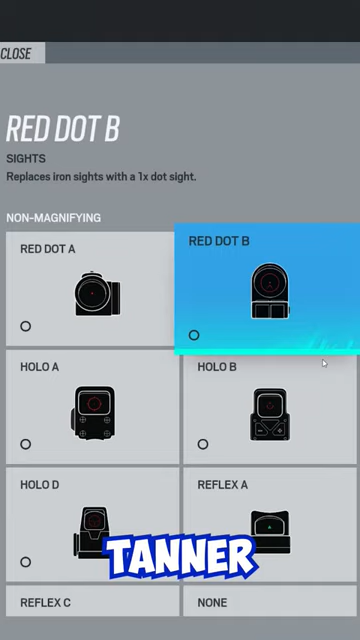 CLOSE
RED DOT B
SIGHTS
Replaces iron sights with a 1x dot sight.
NON-MAGNIFYING
RED DOT A
RED DOT B
HOLO A
HOLO B
HOLO D
REFLEX A
TANNER
REFLEX C
NONE